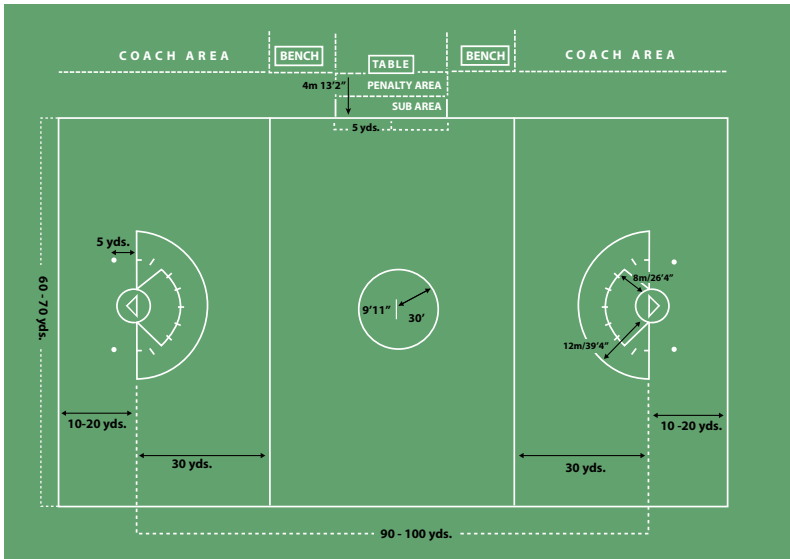 COACH AREA
BENCH
TABLE
BENCH
COACH AREA
4m 13'2"
PENALTY AREA
SUB AREA
5 yds.
5 yds.
60 - 70 yds.
9'11"
30'
8m/26'4"
12m/39'4"
10-20 yds.
10 -20 yds.
30 yds.
30 yds.
90 - 100 yds.